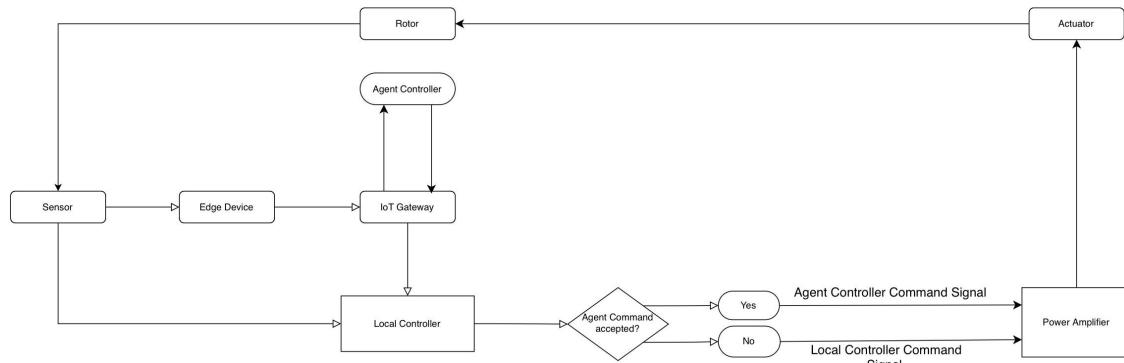 Rotor
Actuator
Agent Controller
Sensor
Edge Device
IoT Gateway
Agent Controller Command Signal
Yes
Local Controller
Agent Command
accepted?
Power Amplifier
No
Local Controller Command
Signal